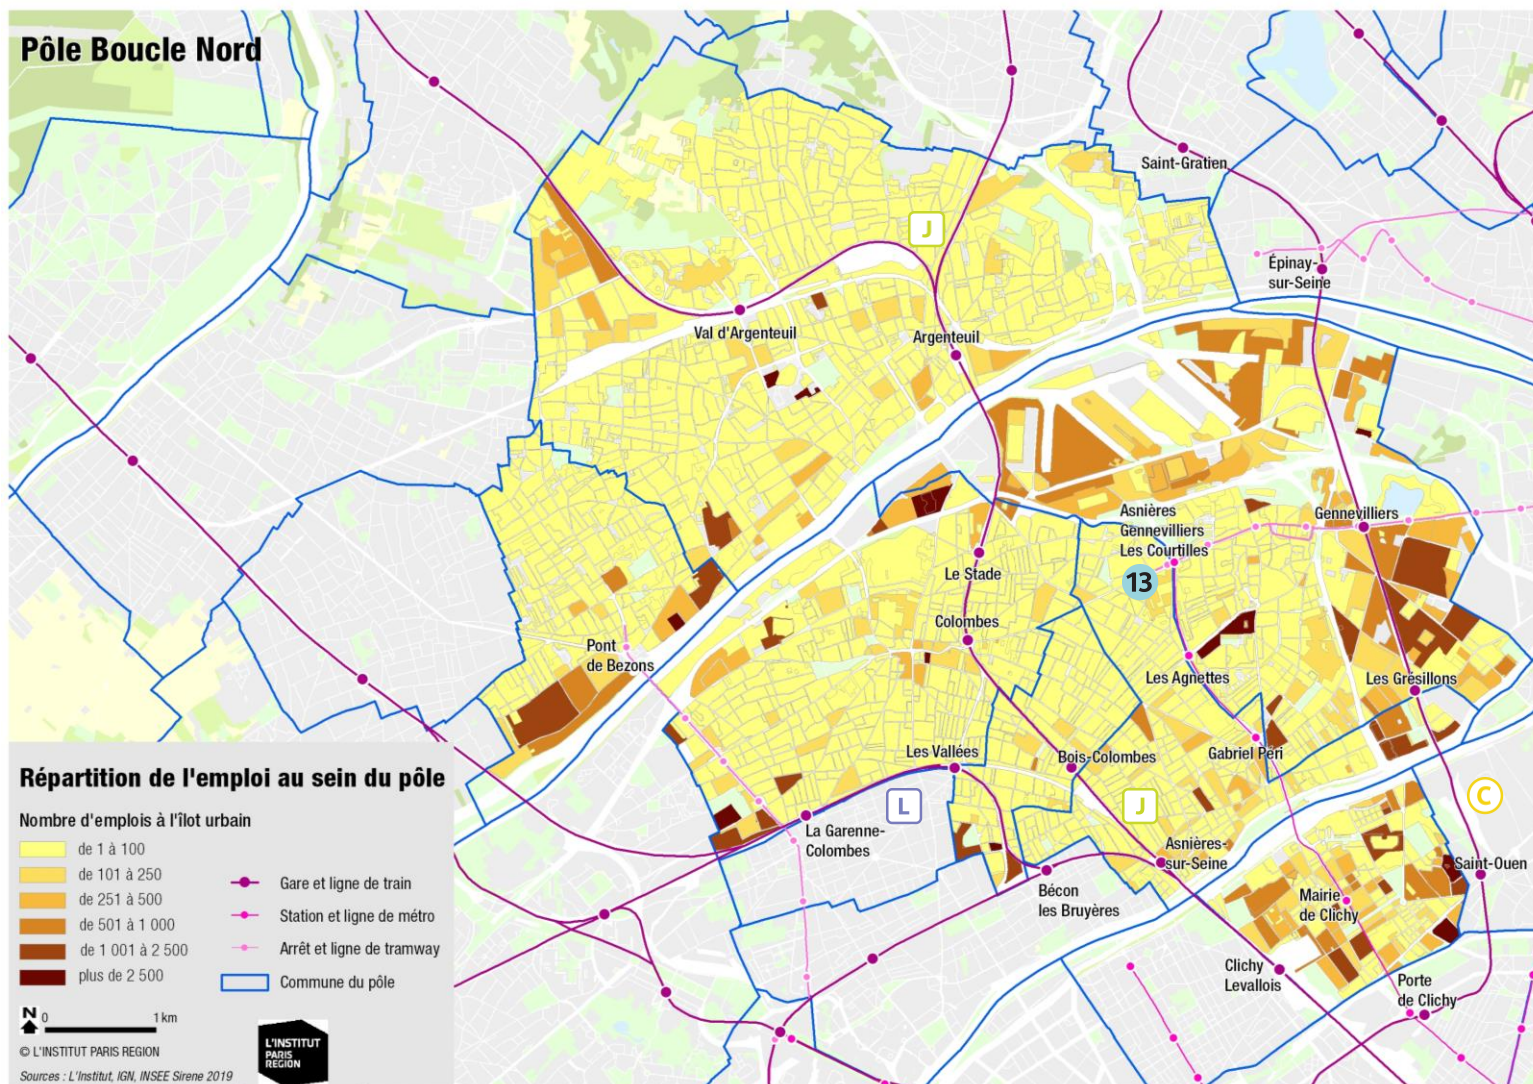 Pôle Boucle Nord
Saint-Gratien
J
Épinay-
sur-Seine
Val d'Argenteuil
Argenteuil
Asnières
Gennevilliers
Les Courtilles
Gennevilliers
13
Le Stade
Colombes
Pont
de Bezons
Les Agnettes
Les Grésillons
Les Vallées
Bois-Colombes
Gabriel Péri
L
J
C
La Garenne-
Colombes
Asnières-
sur-Seine
Saint-Ouen
Bécon
les Bruyères
Mairie
de Clichy
Clichy
Levallois
Porte
de Clichy
Répartition de l'emploi au sein du pôle
Nombre d'emplois à l'îlot urbain
de 1 à 100
de 101 à 250
de 251 à 500
de 501 à 1 000
de 1 001 à 2 500
plus de 2 500
Gare et ligne de train
Station et ligne de métro
Arrêt et ligne de tramway
Commune du pôle
N
0 1 km
© L'INSTITUT PARIS REGION
Sources : L'Institut, IGN, INSEE Sirene 2019
L'INSTITUT
PARIS
REGION